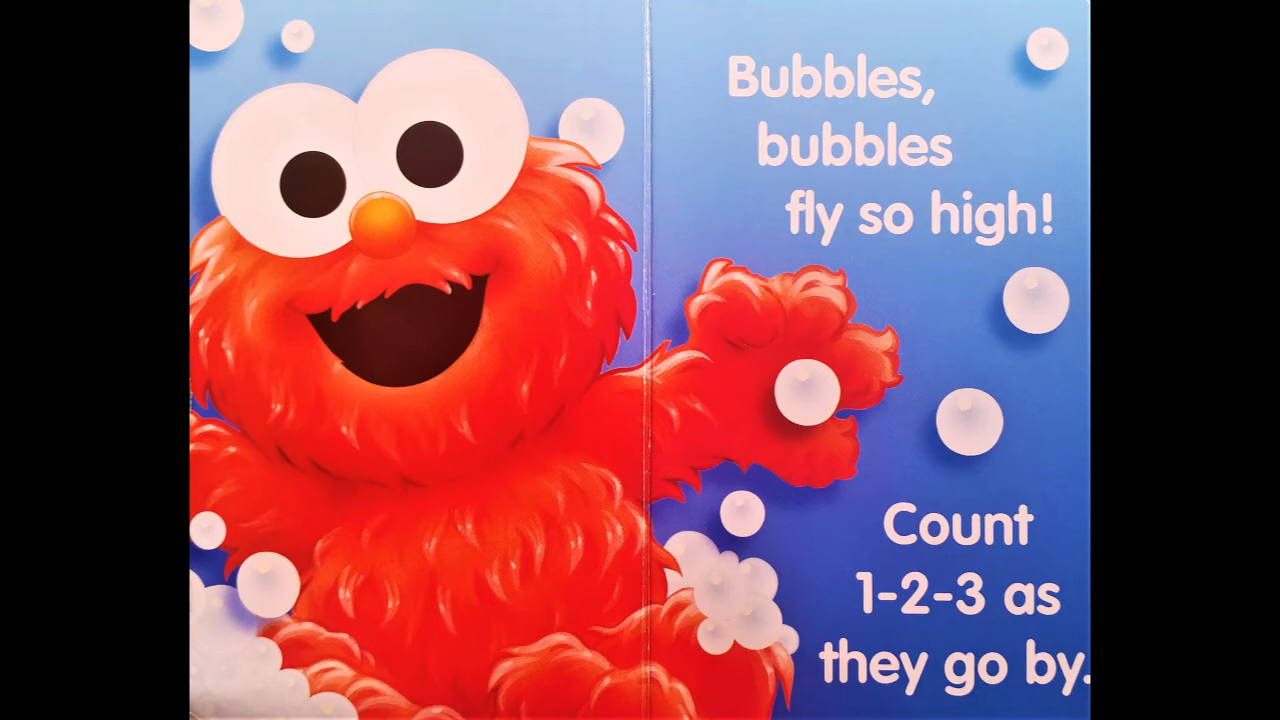 Bubbles,
bubbles
fly so high!
Count
1-2-3 as
they go by.